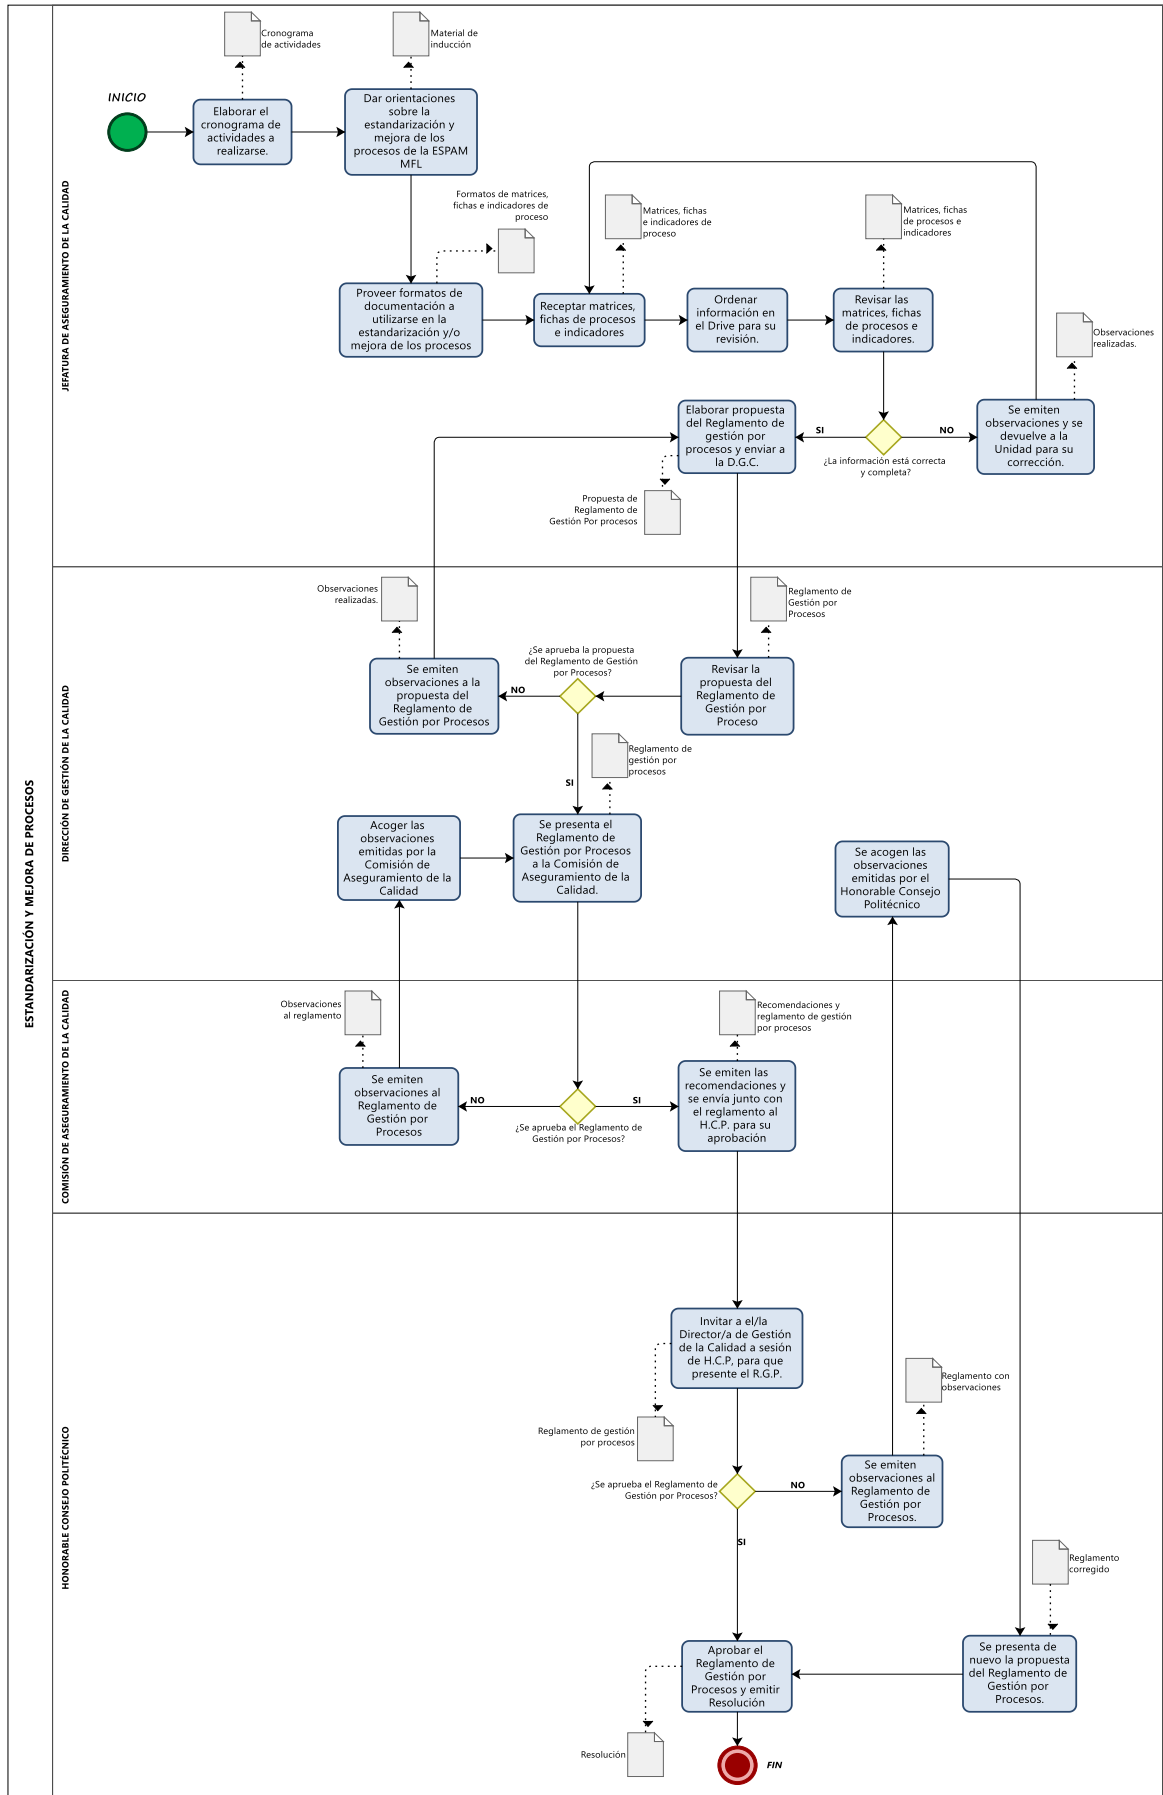 ESTANDARIZACIÓN Y MEJORA DE PROCESOS
JEFATURA DE ASEGURAMIENTO DE LA CALIDAD
Cronograma
de actividades
Material de
inducción
INICIO
Elaborar el
cronograma de
actividades a
realizarse.
Dar orientaciones
sobre la
estandarización y
mejora de los
procesos de la ESPAM
MFL
Formatos de matrices,
fichas e indicadores de
proceso
Matrices, fichas
e indicadores de
proceso
Matrices, fichas
de procesos e
indicadores
Proveer formatos de
documentación a
utilizarse en la
estandarización y/o
mejora de los procesos
Receptar matrices,
fichas de procesos
e indicadores
Ordenar
información en
el Drive para su
revisión.
Revisar las
matrices, fichas
de procesos e
indicadores.
Observaciones
realizadas.
Elaborar propuesta
del Reglamento de
gestión por
procesos y enviar a
la D.G.C.
SI
NO
¿La información está correcta
y completa?
Se emiten
observaciones y se
devuelve a la
Unidad para su
corrección.
Propuesta de
Reglamento de
Gestión Por procesos
DIRECCIÓN DE GESTIÓN DE LA CALIDAD
Observaciones
realizadas.
Reglamento de
Gestión por
Procesos
¿Se aprueba la propuesta
del Reglamento de Gestión
por Procesos?
Se emiten
observaciones a la
propuesta del
Reglamento de
Gestión por Procesos
NO
Revisar la
propuesta del
Reglamento de
Gestión por
Proceso
SI
Reglamento de
gestión por
procesos
Acoger las
observaciones
emitidas por la
Comisión de
Aseguramiento de la
Calidad
Se presenta el
Reglamento de
Gestión por Procesos
a la Comisión de
Aseguramiento de la
Calidad.
Se acogen las
observaciones
emitidas por el
Honorable Consejo
Politécnico
COMISIÓN DE ASEGURAMIENTO DE LA CALIDAD
Observaciones
al reglamento
Recomendaciones y
reglamento de gestión
por procesos
Se emiten
observaciones al
Reglamento de
Gestión por
Procesos
NO
SI
¿Se aprueba el Reglamento de
Gestión por Procesos?
Se emiten las
recomendaciones y
se envía junto con
el reglamento al
H.C.P. para su
aprobación
HONORABLE CONSEJO POLITÉCNICO
Invitar a el/la
Director/a de Gestión
de la Calidad a sesión
de H.C.P, para que
presente el R.G.P.
Reglamento de gestión
por procesos
Reglamento con
observaciones
¿Se aprueba el Reglamento de
Gestión por Procesos?
NO
Se emiten
observaciones al
Reglamento de
Gestión por
Procesos.
SI
Reglamento
corregido
Aprobar el
Reglamento de
Gestión por
Procesos y emitir
Resolución
Se presenta de
nuevo la propuesta
del Reglamento de
Gestión por
Procesos.
Resolución
FIN